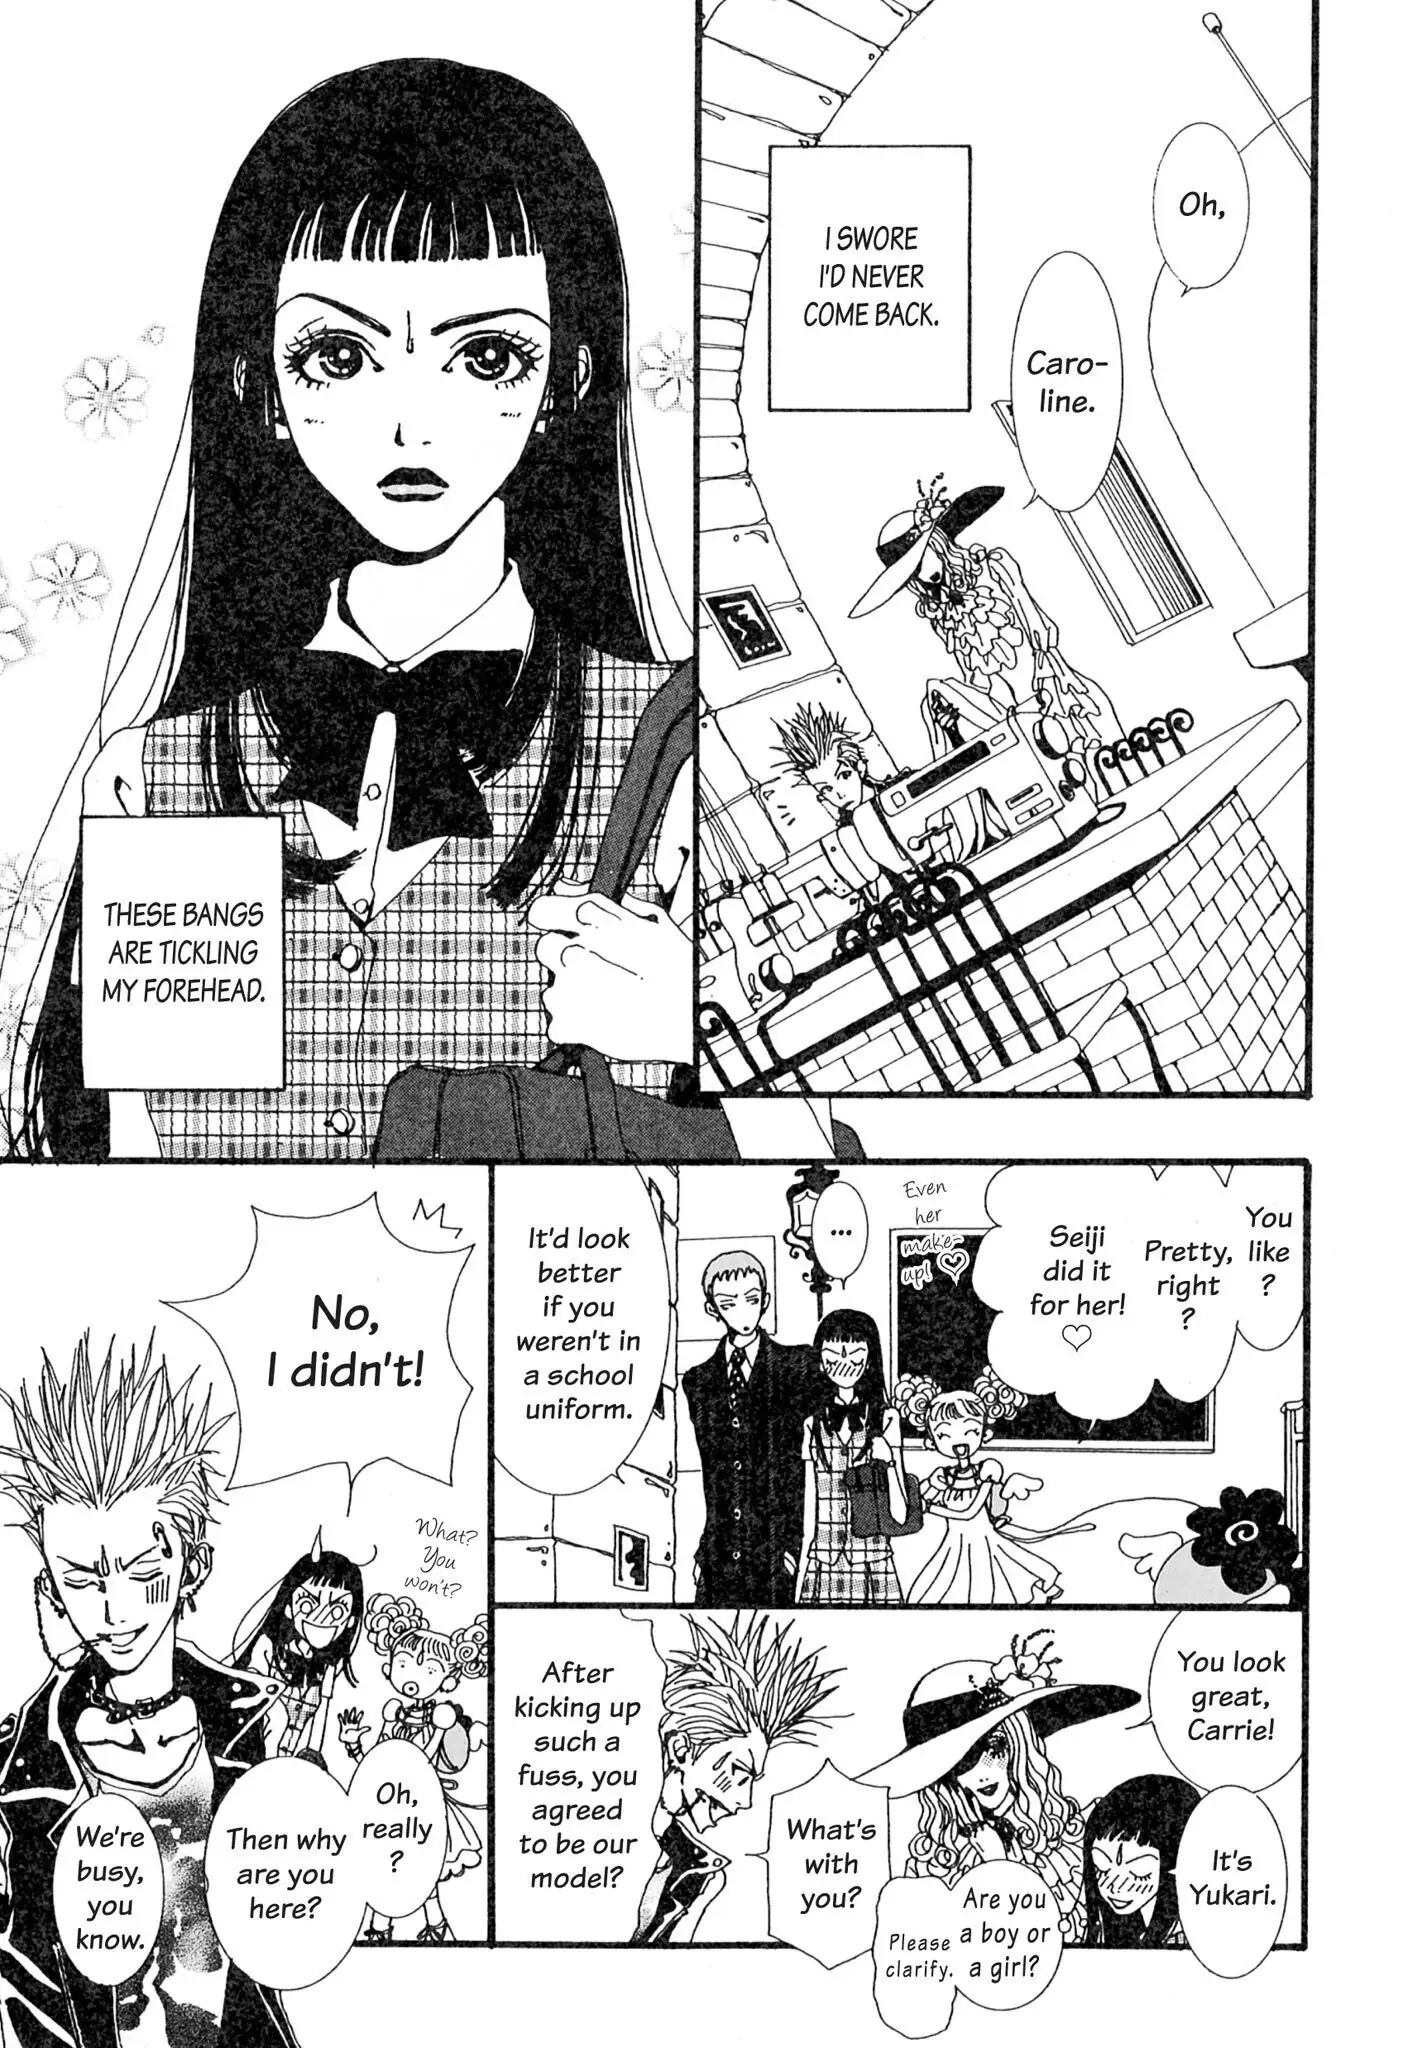 Oh,
Caro-
line.
I SWORE
I'D NEVER
COME BACK.
THESE BANGS
ARE TICKLING
MY FOREHEAD.
You
like
?
Pretty,
right
?
Seiji
did it
for her!
♡
Even
her
make-
up! ♡
...
It'd look
better
if you
weren't in
a school
uniform.
You look
great,
Carrie!
It's
Yukari.
Are you
a boy or
a girl?
Please
clarify.
What's
with
you?
After
kicking up
such a
fuss, you
agreed
to be our
model?
No,
I didn't!
What?
You
won't?
Oh,
really
?
Then why
are you
here?
We're
busy,
you
know.